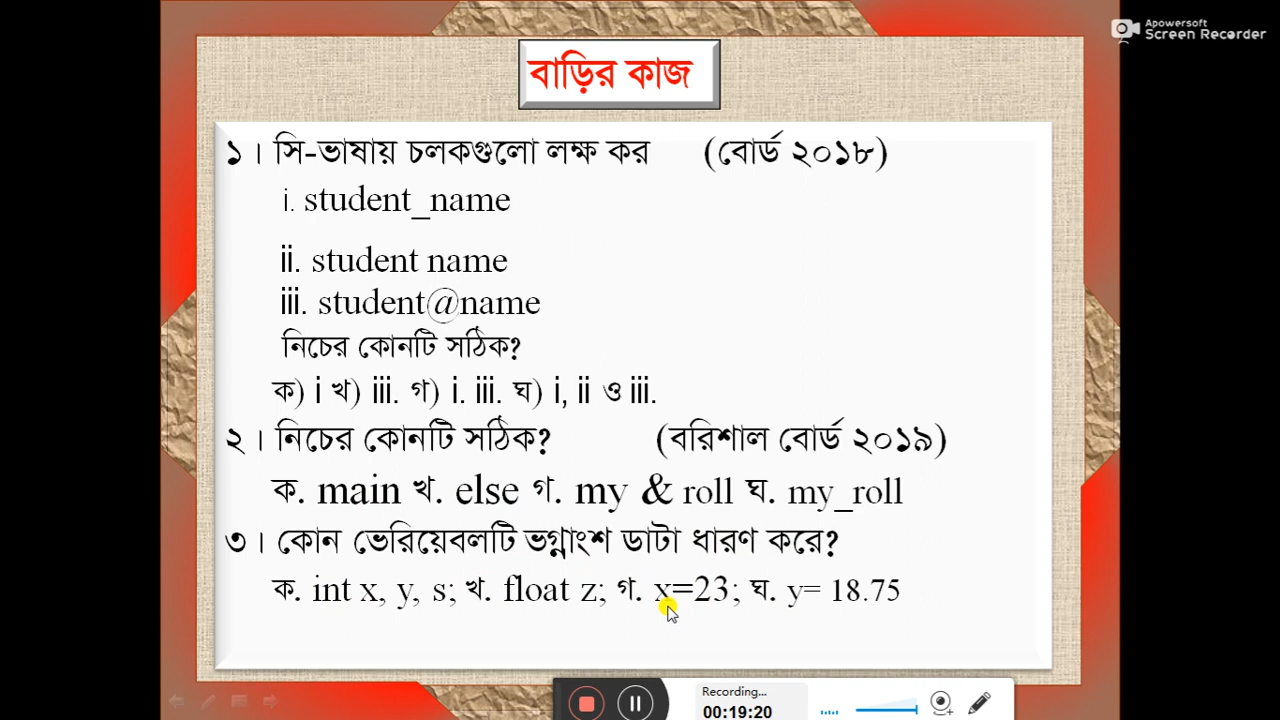 Apowersoft
Screen Recorder
বাড়ির কাজ
১। সি-ভাষায় চলকগুলো লক্ষ কর (বোর্ড ২০১৮)
i. student_name
ii. student name
iii. student@name
নিচের কোনটি সঠিক?
ক) i খ) iii. গ) i. iii. ঘ) i, ii ও iii.
২। নিচের কোনটি সঠিক? (বরিশাল বোর্ড ২০১৯)
ক. main খ. else গ. my & roll ঘ. my_roll
৩। কোন ভেরিয়েবলটি ভগ্নাংশ ডাটা ধারণ করে?
ক. int x, y, s; খ. float z; গ. x=23; ঘ. y= 18.75
Recording...
00:19:20